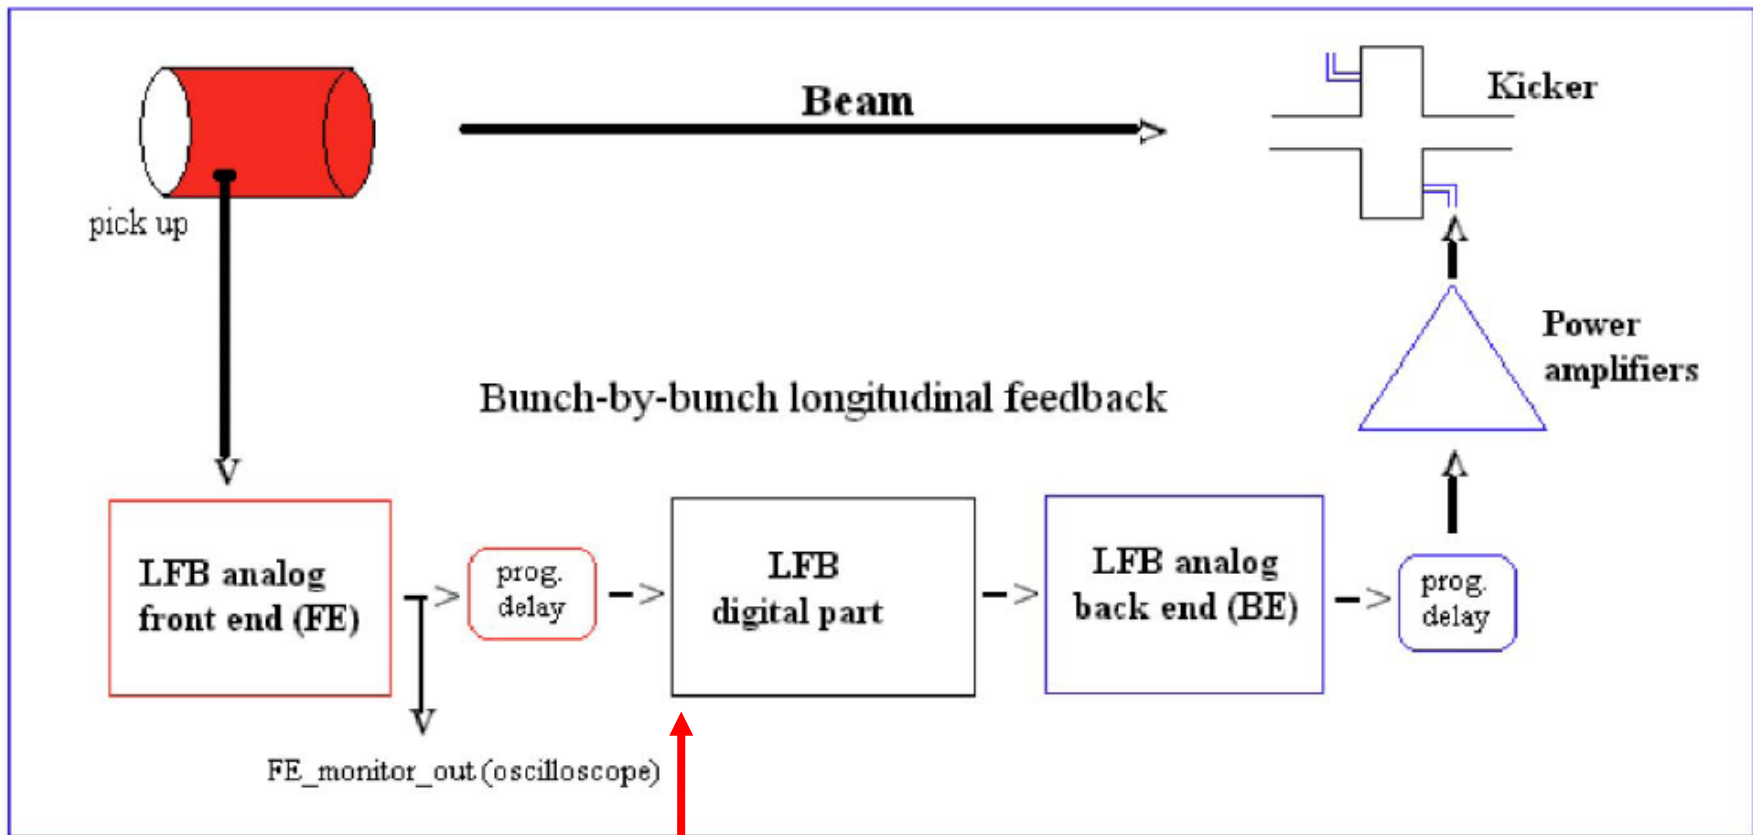 Beam
Kicker
pick up
Power
amplifiers
Bunch-by-bunch longitudinal feedback
LFB analog
front end (FE)
prog.
delay
LFB
digital part
LFB analog
back end (BE)
prog.
delay
FE_monitor_out (oscilloscope)